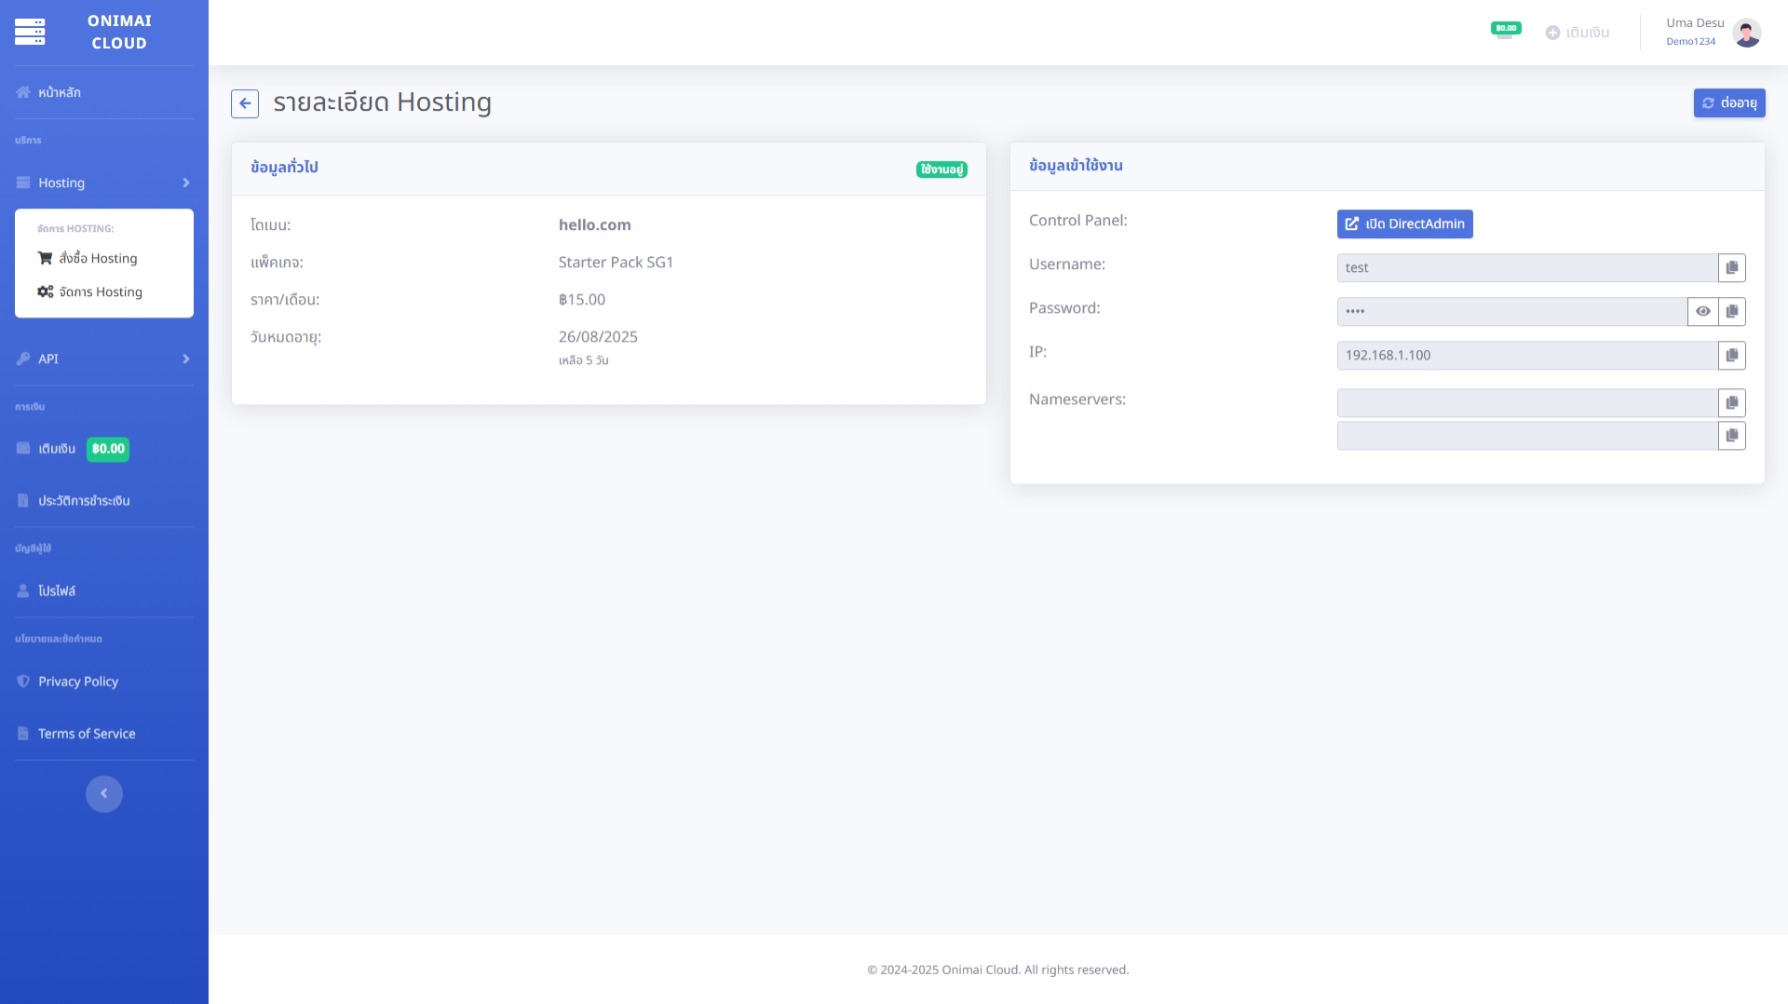 ONIMAI
CLOUD
หน้าหลัก
บริการ
Hosting
จัดการ HOSTING:
สั่งซื้อ Hosting
จัดการ Hosting
API
การเงิน
เติมเงิน ฿0.00
ประวัติการชำระเงิน
บัญชีผู้ใช้
โปรไฟล์
นโยบายและข้อกำหนด
Privacy Policy
Terms of Service
฿0.00
เติมเงิน
Uma Desu
Demo1234
รายละเอียด Hosting
ต่ออายุ
ข้อมูลทั่วไป
ใช้งานอยู่
โดเมน: hello.com
แพ็คเกจ: Starter Pack SG1
ราคา/เดือน: ฿15.00
วันหมดอายุ: 26/08/2025
เหลือ 5 วัน
ข้อมูลเข้าใช้งาน
Control Panel: เปิด DirectAdmin
Username: test
Password: ••••
IP: 192.168.1.100
Nameservers:
© 2024-2025 Onimai Cloud. All rights reserved.